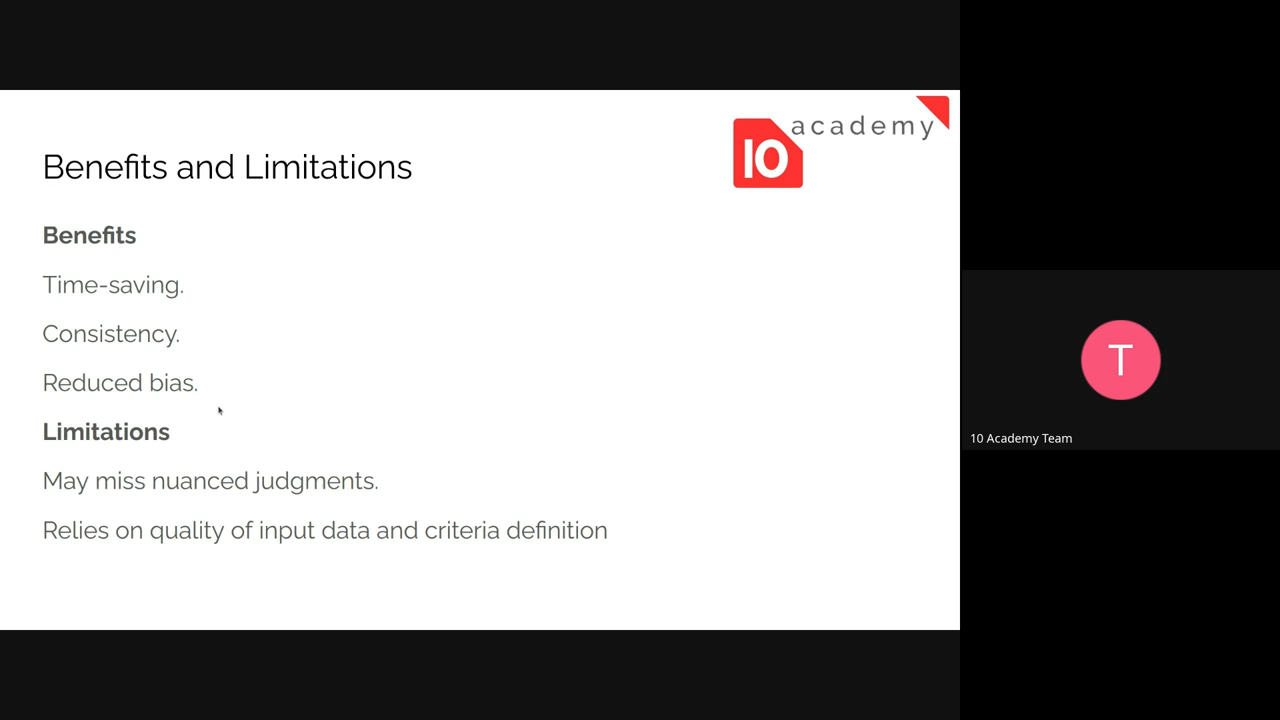 academy
10
Benefits and Limitations
Benefits
Time-saving.
Consistency.
Reduced bias.
Limitations
May miss nuanced judgments.
Relies on quality of input data and criteria definition
T
10 Academy Team